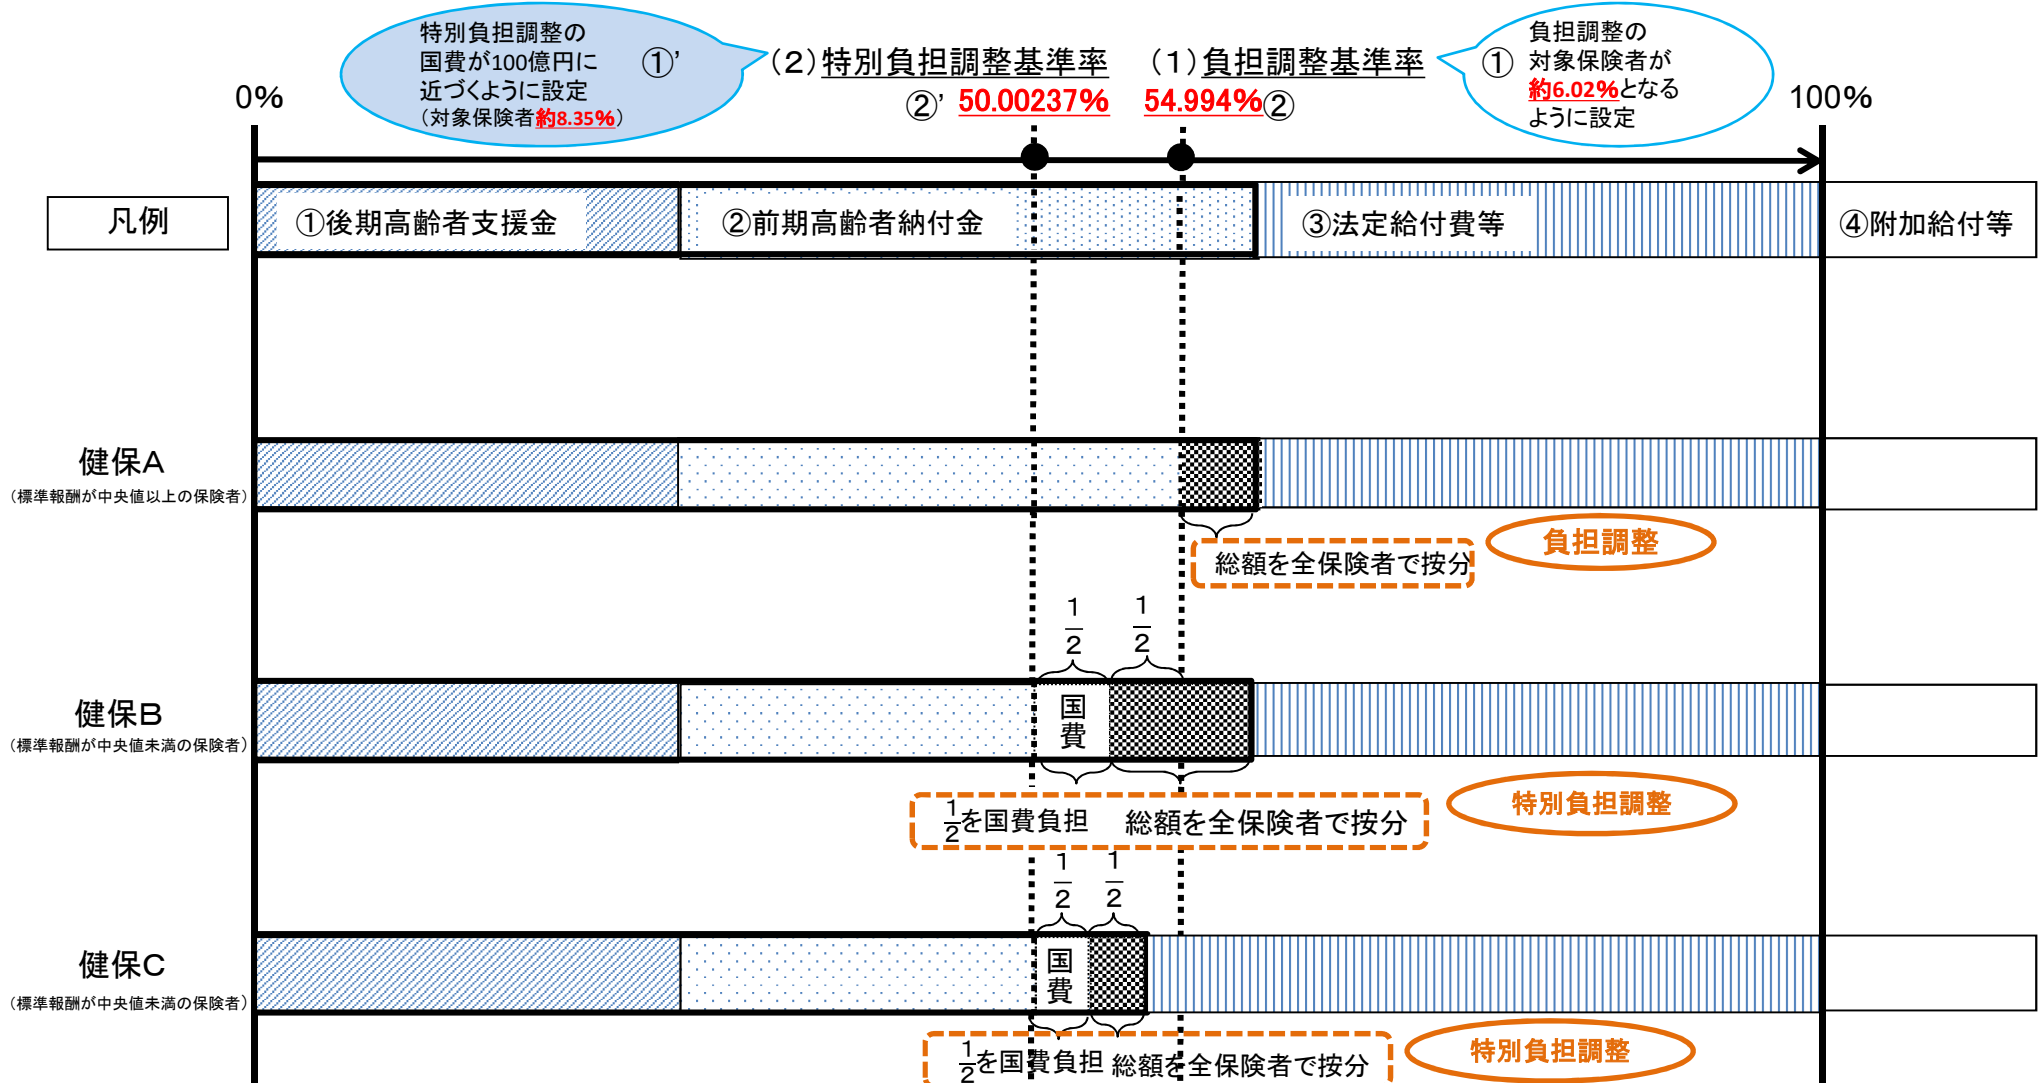 特別負担調整の
国費が100億円に
近づくように設定
(対象保険者約8.35%)
①'
(2)特別負担調整基準率
②' 50.00237%
(1)負担調整基準率
54.994%②
①
負担調整の
対象保険者が
約6.02%となる
ように設定
0%
100%
凡例
①後期高齢者支援金
②前期高齢者納付金
③法定給付費等
④附加給付等
健保A
(標準報酬が中央値以上の保険者)
総額を全保険者で按分
負担調整
1
2
1
2
健保B
(標準報酬が中央値未満の保険者)
国
費
1
2を国費負担
総額を全保険者で按分
特別負担調整
1
2
1
2
健保C
(標準報酬が中央値未満の保険者)
国
費
1
2を国費負担
総額を全保険者で按分
特別負担調整